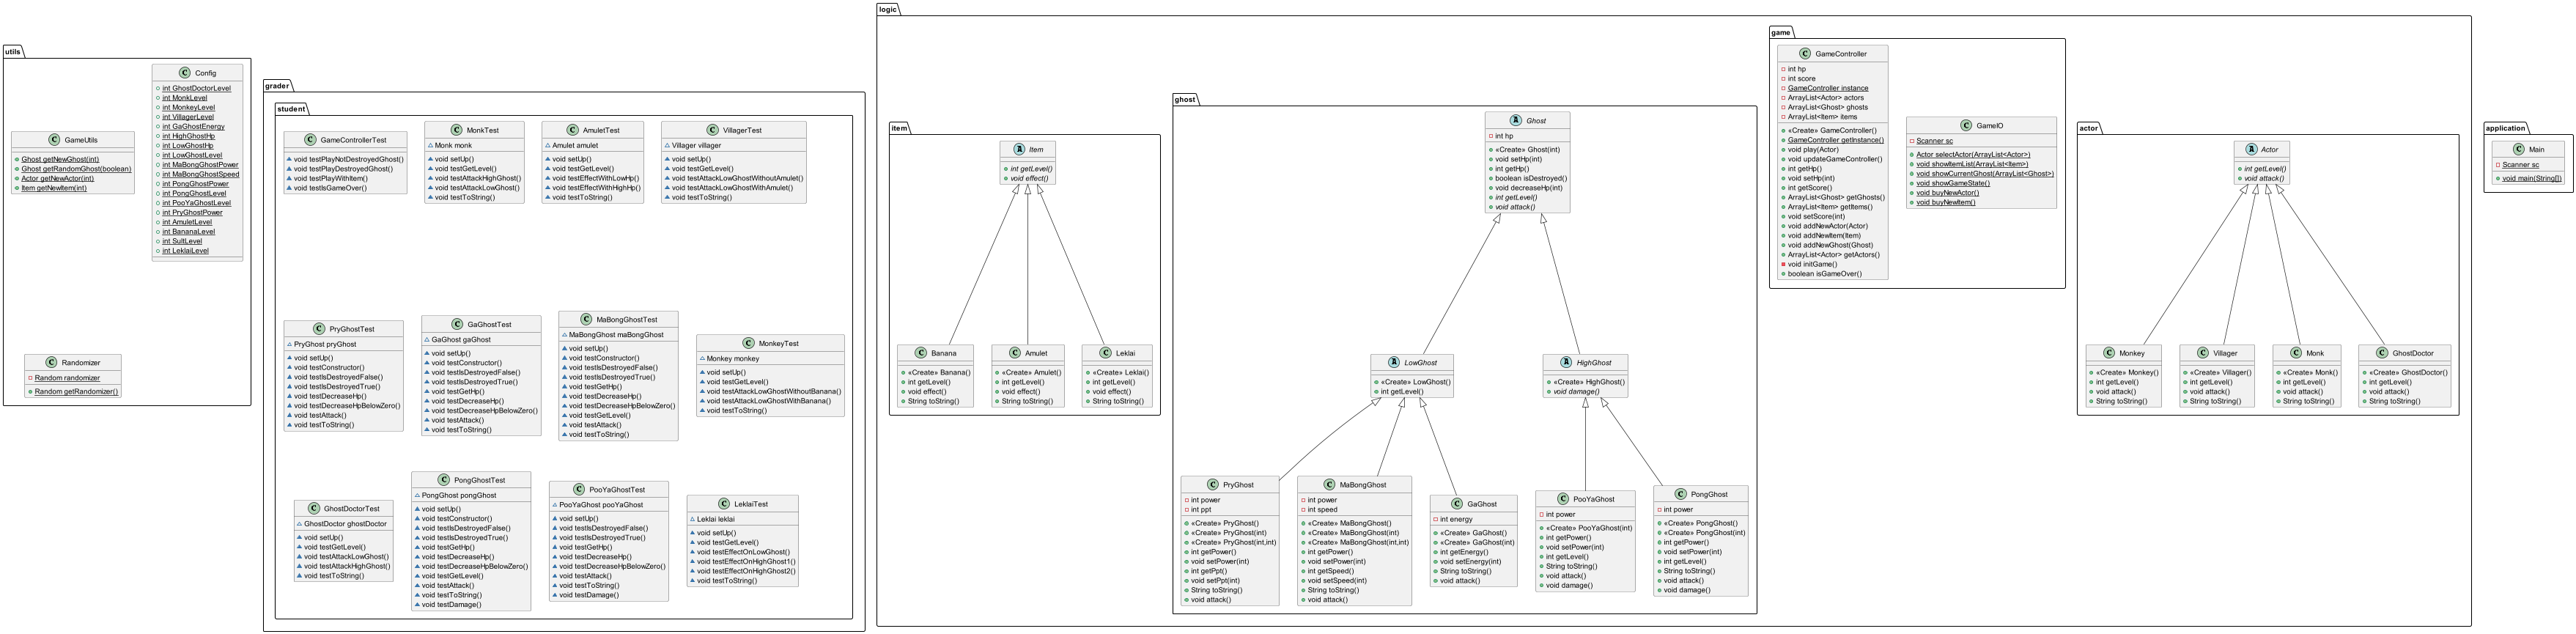 utils
GameUtils
Ghost getNewGhost(int)
Ghost getRandomGhost(boolean)
Actor getNewActor(int)
Item getNewItem(int)
Config
int GhostDoctorLevel
int MonkLevel
int MonkeyLevel
int VillagerLevel
int GaGhostEnergy
int HighGhostHp
int LowGhostHp
int LowGhostLevel
int MaBongGhostPower
int MaBongGhostSpeed
int PongGhostPower
int PongGhostLevel
int PooYaGhostLevel
int PryGhostPower
int AmuletLevel
int BananaLevel
int SultLevel
int LeklaiLevel
Randomizer
Random randomizer
Random getRandomizer()
grader
student
GameControllerTest
void testPlayNotDestroyedGhost()
void testPlayDestroyedGhost()
void testPlayWithItem()
void testIsGameOver()
MonkTest
Monk monk
void setUp()
void testGetLevel()
void testAttackHighGhost()
void testAttackLowGhost()
void testToString()
AmuletTest
Amulet amulet
void setUp()
void testGetLevel()
void testEffectWithLowHp()
void testEffectWithHighHp()
void testToString()
VillagerTest
Villager villager
void setUp()
void testGetLevel()
void testAttackLowGhostWithoutAmulet()
void testAttackLowGhostWithAmulet()
void testToString()
PryGhostTest
PryGhost pryGhost
void setUp()
void testConstructor()
void testIsDestroyedFalse()
void testIsDestroyedTrue()
void testGetHp()
void testDecreaseHp()
void testDecreaseHpBelowZero()
void testAttack()
void testToString()
GaGhostTest
GaGhost gaGhost
void setUp()
void testConstructor()
void testIsDestroyedFalse()
void testIsDestroyedTrue()
void testGetHp()
void testDecreaseHp()
void testDecreaseHpBelowZero()
void testAttack()
void testToString()
MaBongGhostTest
MaBongGhost maBongGhost
void setUp()
void testConstructor()
void testIsDestroyedFalse()
void testIsDestroyedTrue()
void testGetHp()
void testDecreaseHp()
void testDecreaseHpBelowZero()
void testGetLevel()
void testAttack()
void testToString()
MonkeyTest
Monkey monkey
void setUp()
void testGetLevel()
void testAttackLowGhostWithoutBanana()
void testAttackLowGhostWithBanana()
void testToString()
GhostDoctorTest
GhostDoctor ghostDoctor
void setUp()
void testGetLevel()
void testAttackLowGhost()
void testAttackHighGhost()
void testToString()
PongGhostTest
PongGhost pongGhost
void setUp()
void testConstructor()
void testIsDestroyedFalse()
void testIsDestroyedTrue()
void testGetHp()
void testDecreaseHp()
void testDecreaseHpBelowZero()
void testGetLevel()
void testAttack()
void testToString()
void testDamage()
PooYaGhostTest
PooYaGhost pooYaGhost
void setUp()
void testIsDestroyedFalse()
void testIsDestroyedTrue()
void testGetHp()
void testDecreaseHp()
void testDecreaseHpBelowZero()
void testAttack()
void testToString()
void testDamage()
LeklaiTest
Leklai leklai
void setUp()
void testGetLevel()
void testEffectOnLowGhost()
void testEffectOnHighGhost1()
void testEffectOnHighGhost2()
void testToString()
logic
item
Item
int getLevel()
void effect()
Banana
«Create» Banana()
int getLevel()
void effect()
String toString()
Amulet
«Create» Amulet()
int getLevel()
void effect()
String toString()
Leklai
«Create» Leklai()
int getLevel()
void effect()
String toString()
ghost
Ghost
int hp
«Create» Ghost(int)
void setHp(int)
int getHp()
boolean isDestroyed()
void decreaseHp(int)
int getLevel()
void attack()
LowGhost
«Create» LowGhost()
int getLevel()
HighGhost
«Create» HighGhost()
void damage()
PryGhost
int power
int ppt
«Create» PryGhost()
«Create» PryGhost(int)
«Create» PryGhost(int,int)
int getPower()
void setPower(int)
int getPpt()
void setPpt(int)
String toString()
void attack()
MaBongGhost
int power
int speed
«Create» MaBongGhost()
«Create» MaBongGhost(int)
«Create» MaBongGhost(int,int)
int getPower()
void setPower(int)
int getSpeed()
void setSpeed(int)
String toString()
void attack()
GaGhost
int energy
«Create» GaGhost()
«Create» GaGhost(int)
int getEnergy()
void setEnergy(int)
String toString()
void attack()
PooYaGhost
int power
«Create» PooYaGhost(int)
int getPower()
void setPower(int)
int getLevel()
String toString()
void attack()
void damage()
PongGhost
int power
«Create» PongGhost()
«Create» PongGhost(int)
int getPower()
void setPower(int)
int getLevel()
String toString()
void attack()
void damage()
game
GameController
int hp
int score
GameController instance
ArrayList<Actor> actors
ArrayList<Ghost> ghosts
ArrayList<Item> items
«Create» GameController()
GameController getInstance()
void play(Actor)
void updateGameController()
int getHp()
void setHp(int)
int getScore()
ArrayList<Ghost> getGhosts()
ArrayList<Item> getItems()
void setScore(int)
void addNewActor(Actor)
void addNewItem(Item)
void addNewGhost(Ghost)
ArrayList<Actor> getActors()
void initGame()
boolean isGameOver()
GameIO
Scanner sc
Actor selectActor(ArrayList<Actor>)
void showItemList(ArrayList<Item>)
void showCurrentGhost(ArrayList<Ghost>)
void showGameState()
void buyNewActor()
void buyNewItem()
actor
Actor
int getLevel()
void attack()
Monkey
«Create» Monkey()
int getLevel()
void attack()
String toString()
Villager
«Create» Villager()
int getLevel()
void attack()
String toString()
Monk
«Create» Monk()
int getLevel()
void attack()
String toString()
GhostDoctor
«Create» GhostDoctor()
int getLevel()
void attack()
String toString()
application
Main
Scanner sc
void main(String[])